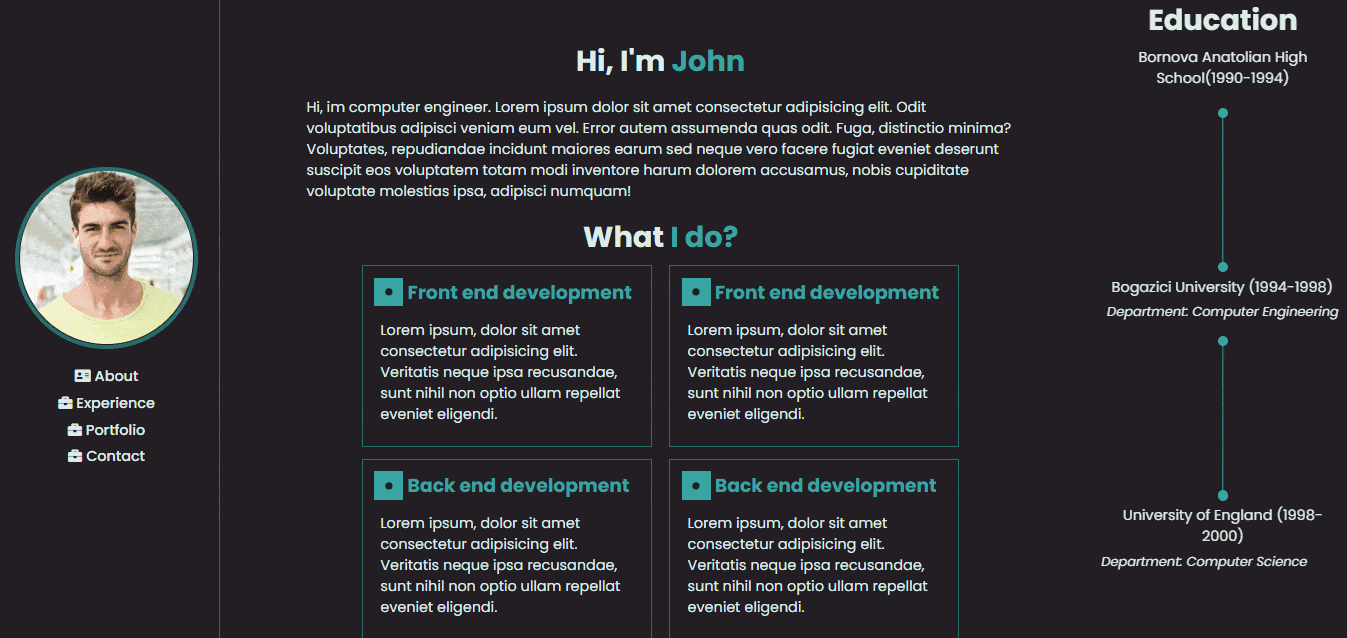 About
Experience
Portfolio
Contact
Hi, I'm John
Hi, im computer engineer. Lorem ipsum dolor sit amet consectetur adipisicing elit. Odit
voluptatibus adipisci veniam eum vel. Error autem assumenda quas odit. Fuga, distinctio minima?
Voluptates, repudiandae incidunt maiores earum sed neque vero facere fugiat eveniet deserunt
suscipit eos voluptatem totam modi inventore harum dolorem accusamus, nobis cupiditate
voluptate molestias ipsa, adipisci numquam!
What I do?
Front end development
Lorem ipsum, dolor sit amet
consectetur adipisicing elit.
Veritatis neque ipsa recusandae,
sunt nihil non optio ullam repellat
eveniet eligendi.
Front end development
Lorem ipsum, dolor sit amet
consectetur adipisicing elit.
Veritatis neque ipsa recusandae,
sunt nihil non optio ullam repellat
eveniet eligendi.
Back end development
Lorem ipsum, dolor sit amet
consectetur adipisicing elit.
Veritatis neque ipsa recusandae,
sunt nihil non optio ullam repellat
eveniet eligendi.
Back end development
Lorem ipsum, dolor sit amet
consectetur adipisicing elit.
Veritatis neque ipsa recusandae,
sunt nihil non optio ullam repellat
eveniet eligendi.
Education
Bornova Anatolian High
School(1990-1994)
Bogazici University (1994-1998)
Department: Computer Engineering
University of England (1998-
2000)
Department: Computer Science